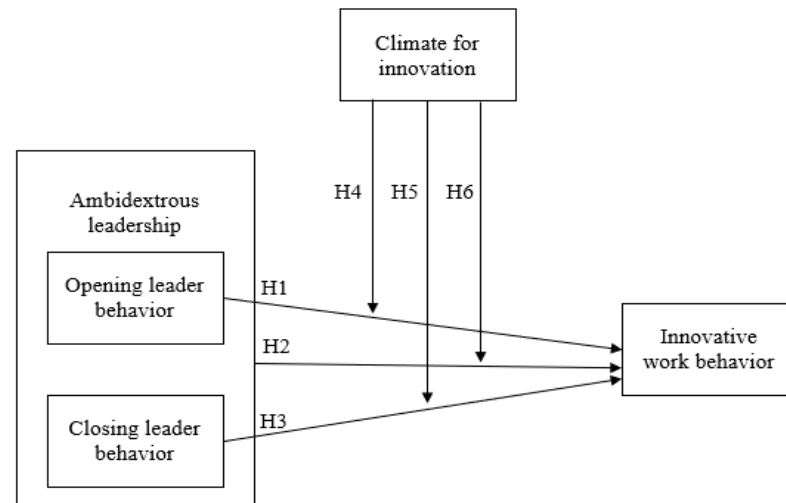 Climate for
innovation
H4
H5
H6
Ambidextrous
leadership
Opening leader
behavior
H1
H2
Innovative
work behavior
Closing leader
behavior
H3